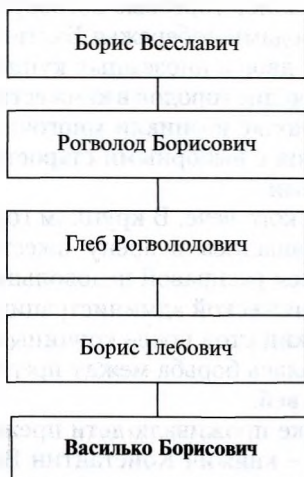 Борис Всеславич
Рогволод Борисович
Глеб Рогволодович
Борис Глебович
Василько Борисович